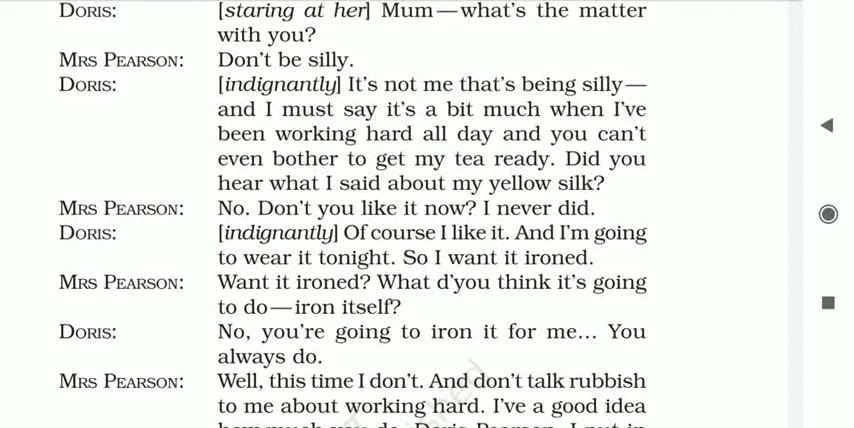 DORIS: [staring at her] Mum—what's the matter
with you?
MRS PEARSON: Don't be silly.
DORIS: [indignantly] It's not me that's being silly—
and I must say it's a bit much when I've
been working hard all day and you can't
even bother to get my tea ready. Did you
hear what I said about my yellow silk?
MRS PEARSON: No. Don't you like it now? I never did.
DORIS: [indignantly] Of course I like it. And I'm going
to wear it tonight. So I want it ironed.
MRS PEARSON: Want it ironed? What d'you think it's going
to do—iron itself?
DORIS: No, you're going to iron it for me... You
always do.
MRS PEARSON: Well, this time I don't. And don't talk rubbish
to me about working hard. I've a good idea